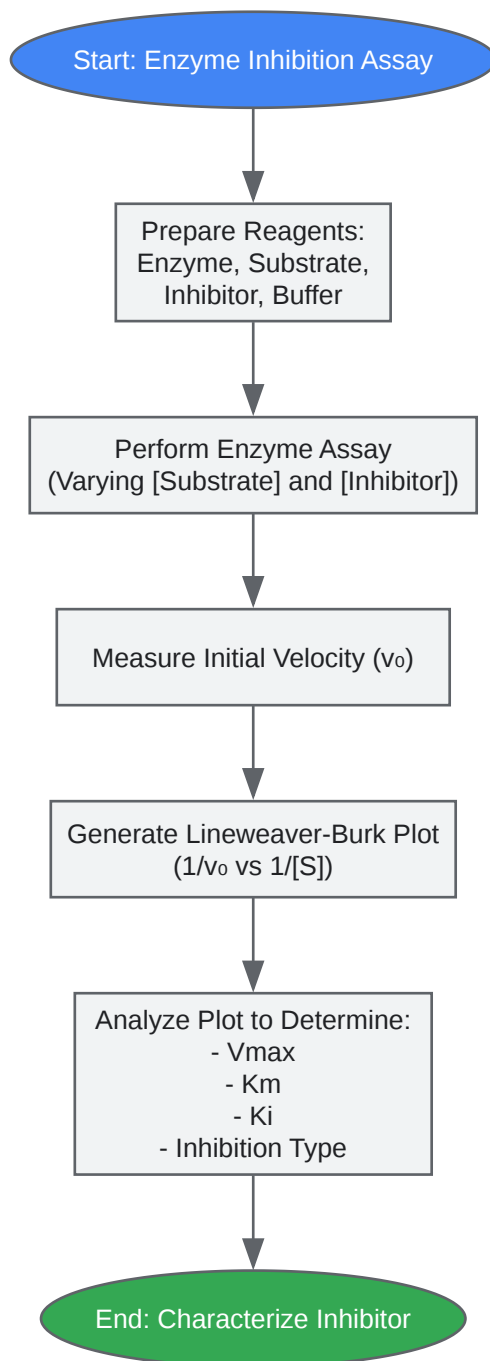 Start: Enzyme Inhibition Assay
Prepare Reagents:
Enzyme, Substrate,
Inhibitor, Buffer
Perform Enzyme Assay
(Varying [Substrate] and [Inhibitor])
Measure Initial Velocity (v₀)
Generate Lineweaver-Burk Plot
(1/v₀ vs 1/[S])
Analyze Plot to Determine:
- Vmax
- Km
- Ki
- Inhibition Type
End: Characterize Inhibitor